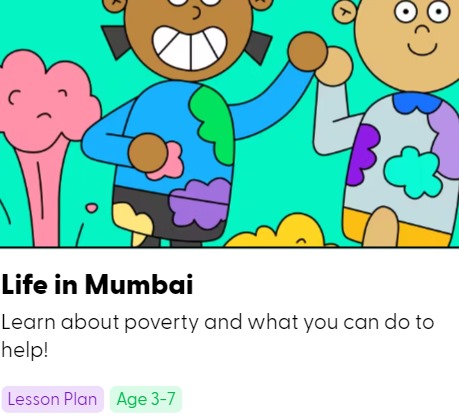 Life in Mumbai
Learn about poverty and what you can do to
help!
Lesson Plan
Age 3-7